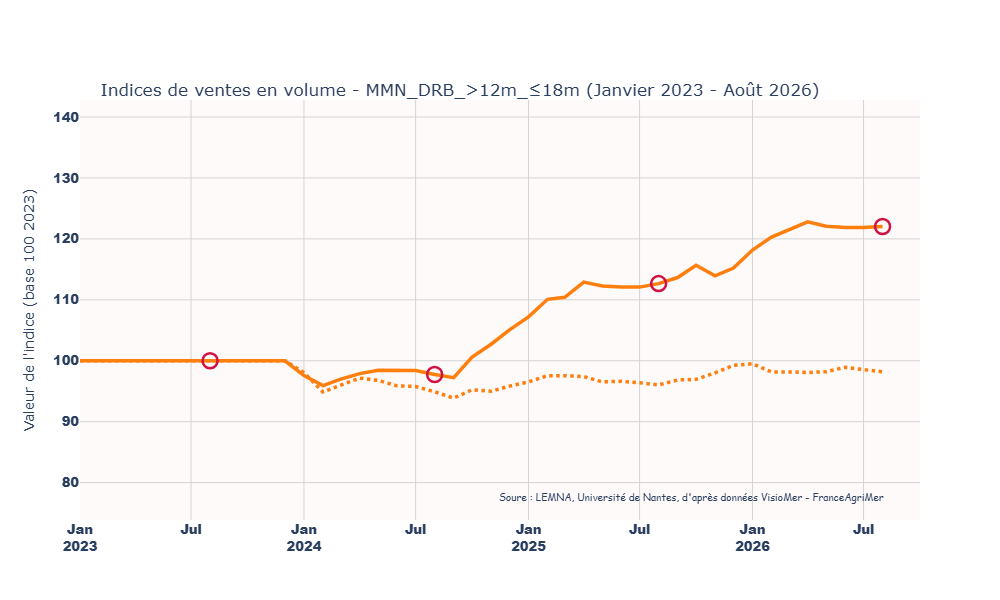 Indices de ventes en volume - MMN_DRB_>12m_≤18m (Janvier 2023 - Août 2026)
Valeur de l'indice (base 100 2023)
140
130
120
110
100
90
80
Soure : LEMNA, Université de Nantes, d'après données VisioMer - FranceAgriMer
Jan Jul Jan Jul Jan Jul Jan Jul
2023 2024 2025 2026